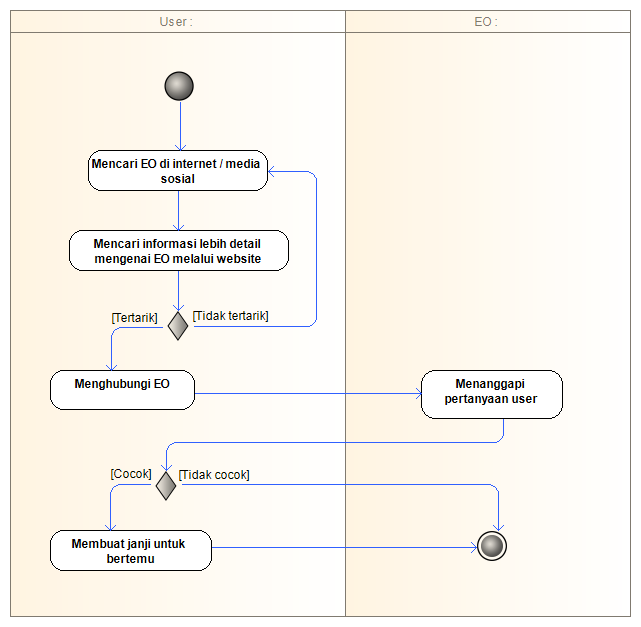 User :
EO :
Mencari EO di internet / media
sosial
Mencari informasi lebih detail
mengenai EO melalui website
[Tertarik]
[Tidak tertarik]
Menghubungi EO
Menanggapi
pertanyaan user
[Cocok]
[Tidak cocok]
Membuat janji untuk
bertemu